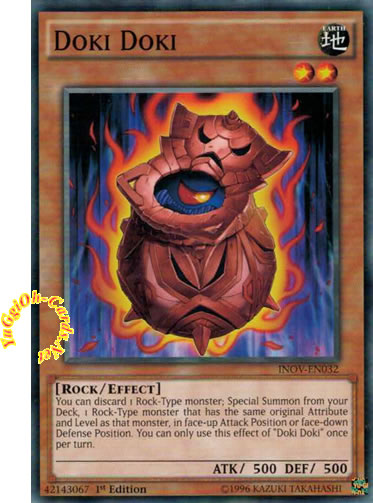 DOKI DOKI
EARTH
地
YuGiOh-Cards.Net
INOV-EN032
[ROCK/EFFECT]
You can discard 1 Rock-Type monster; Special Summon from your
Deck, 1 Rock-Type monster that has the same original Attribute
and Level as that monster, in face-up Attack Position or face-down
Defense Position. You can only use this effect of "Doki Doki" once
per turn.
ATK/ 500 DEF/ 500
42143067 1st Edition ©1996 KAZUKI TAKAHASHI